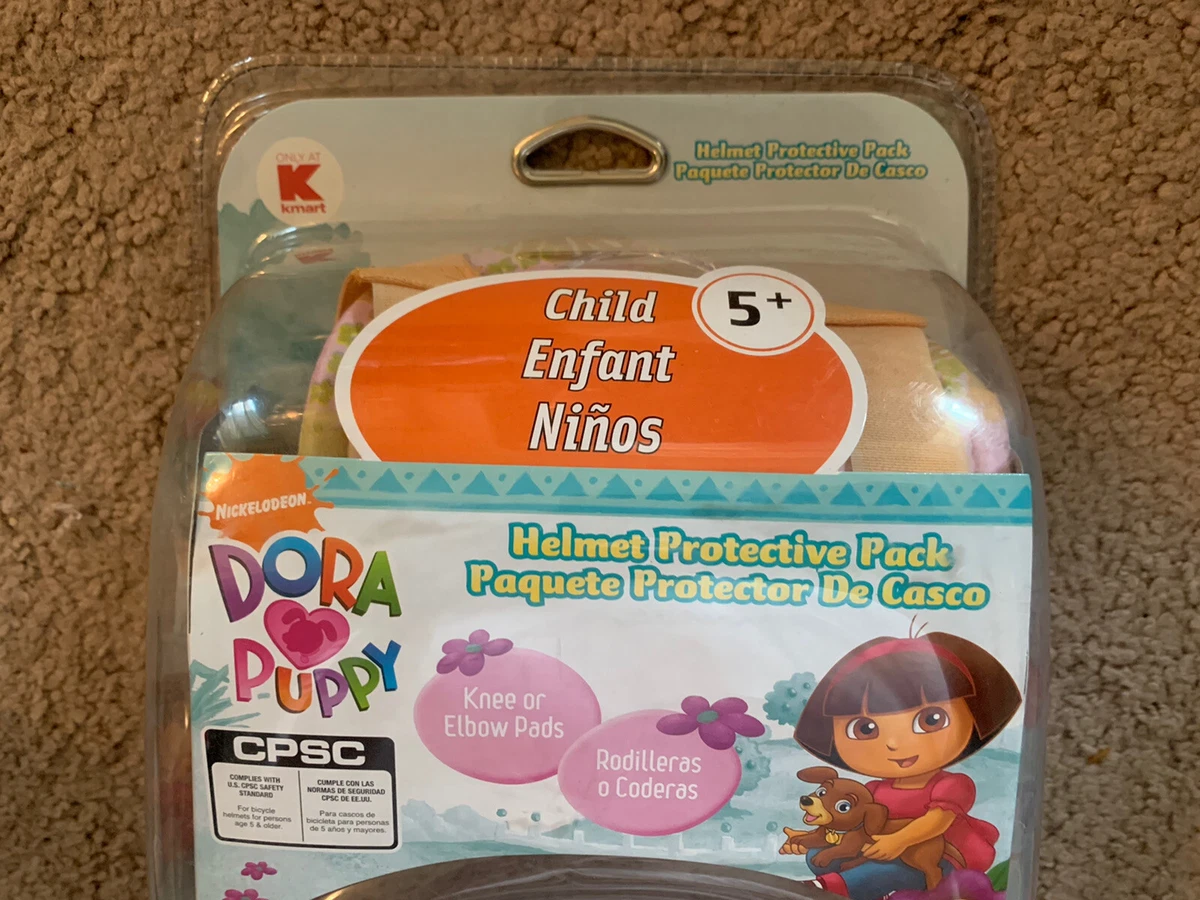 ONLY AT
K
kmart
Helmet Protective Pack
Paquete Protector De Casco
Child
Enfant
Niños
5+
NICKELODEON
DORA
PUPPY
Helmet Protective Pack
Paquete Protector De Casco
Knee or
Elbow Pads
Rodilleras
o Coderas
CPSC
COMPLIES WITH
U.S. CPSC SAFETY
STANDARD
For bicycle
helmets for persons
age 5 & older.
CUMPLE CON LAS
NORMAS DE SEGURIDAD
CPSC DE EE.UU.
Para cascos de
bicicleta para personas
de 5 años y mayores.